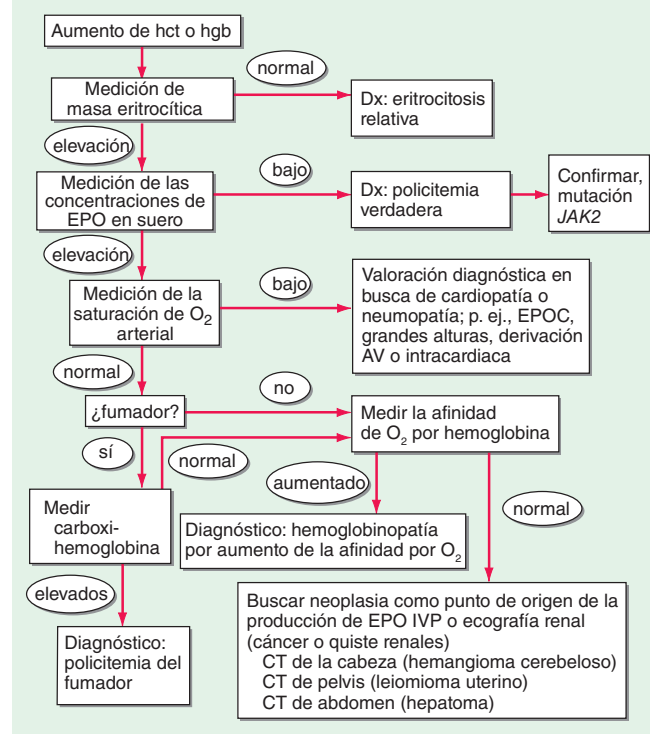 Aumento de hct o hgb
Medición de
masa eritrocítica
normal
Dx: eritrocitosis
relativa
elevación
Medición de las
concentraciones de
EPO en suero
bajo
Dx: policitemia
verdadera
Confirmar,
mutación
JAK2
elevación
Medición de la
saturación de O2
arterial
bajo
Valoración diagnóstica en
busca de cardiopatía o
neumopatía; p. ej., EPOC,
grandes alturas, derivación
AV o intracardiaca
normal
¿fumador?
no
Medir la afinidad
de O2 por hemoglobina
sí
normal
Medir
carboxi-
hemoglobina
aumentado
Diagnóstico: hemoglobinopatía
por aumento de la afinidad por O2
normal
elevados
Diagnóstico:
policitemia del
fumador
Buscar neoplasia como punto de origen de la
producción de EPO IVP o ecografía renal
(cáncer o quiste renales)
CT de la cabeza (hemangioma cerebeloso)
CT de pelvis (leiomioma uterino)
CT de abdomen (hepatoma)